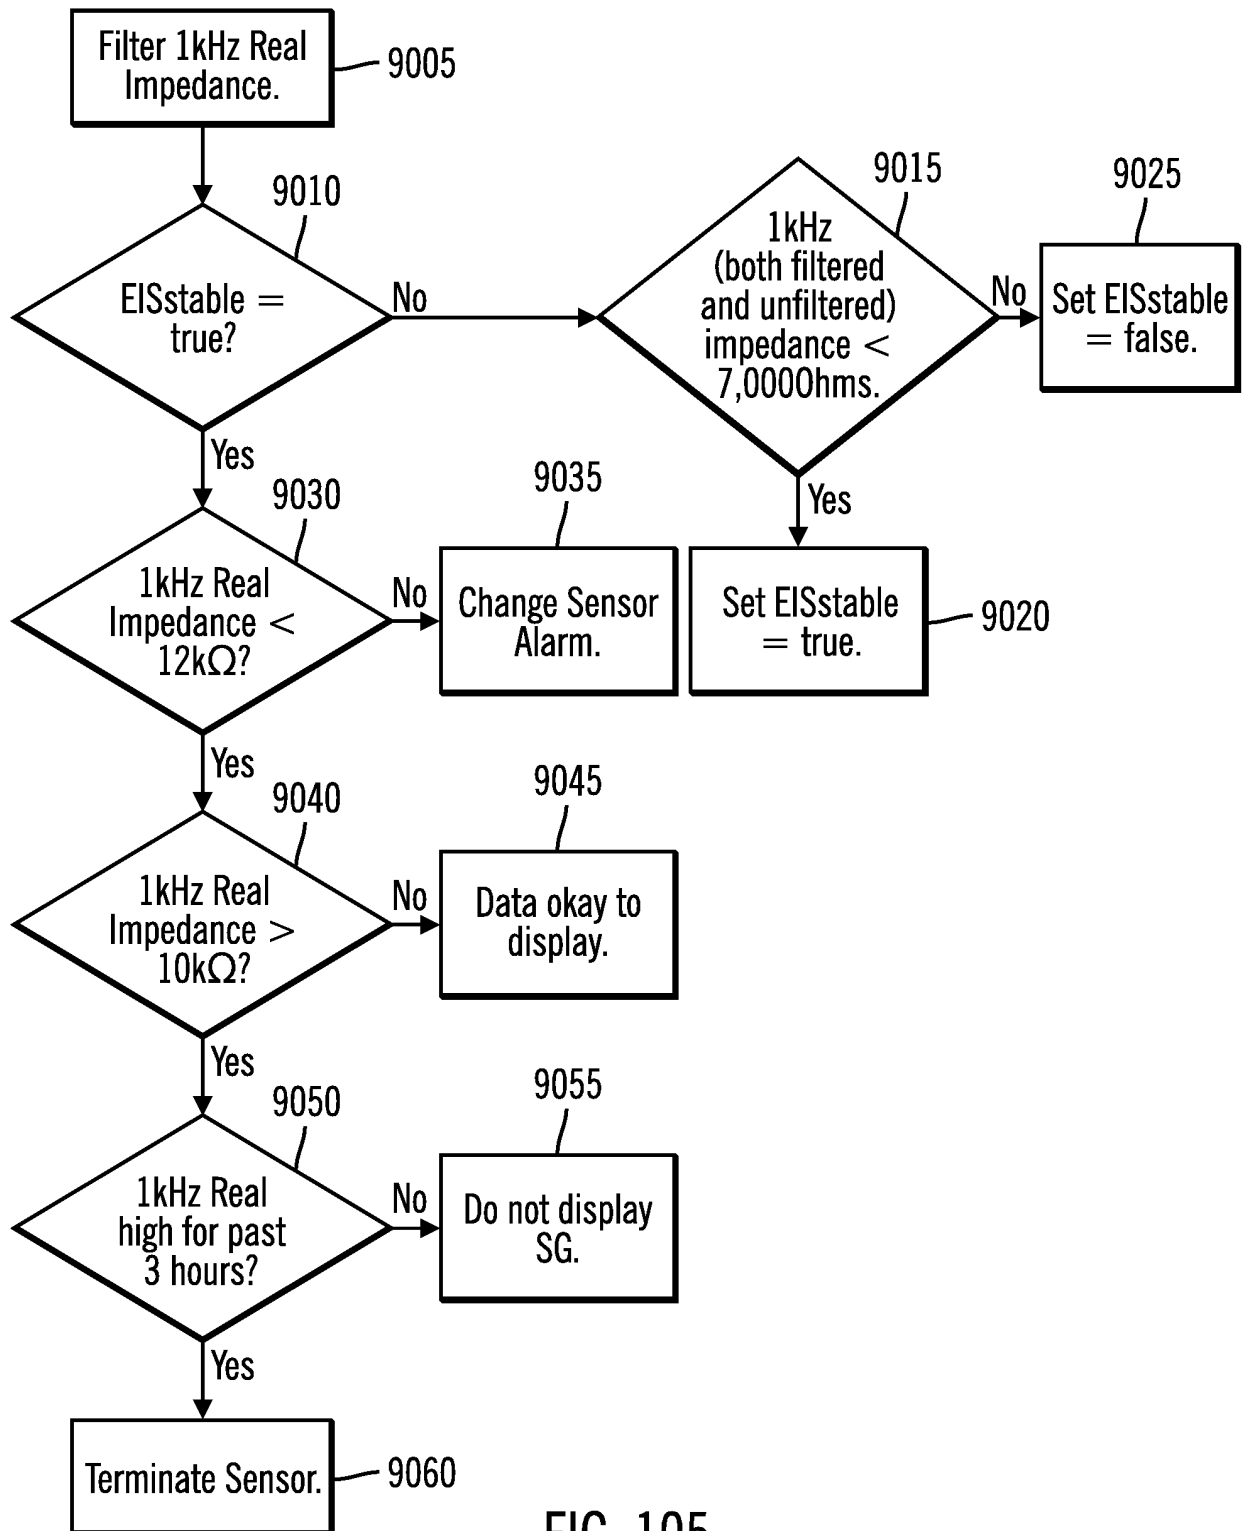 Filter 1kHz Real
Impedance.
9005
9010
EISstable =
true?
No
9015
1kHz
(both filtered
and unfiltered)
impedance <
7,000Ohms.
No
9025
Set EISstable
= false.
Yes
Yes
9030
1kHz Real
Impedance <
12kΩ?
No
9035
Change Sensor
Alarm.
Set EISstable
= true.
9020
Yes
9040
1kHz Real
Impedance >
10kΩ?
No
9045
Data okay to
display.
Yes
9050
1kHz Real
high for past
3 hours?
No
9055
Do not display
SG.
Yes
Terminate Sensor.
9060
FIG. 105